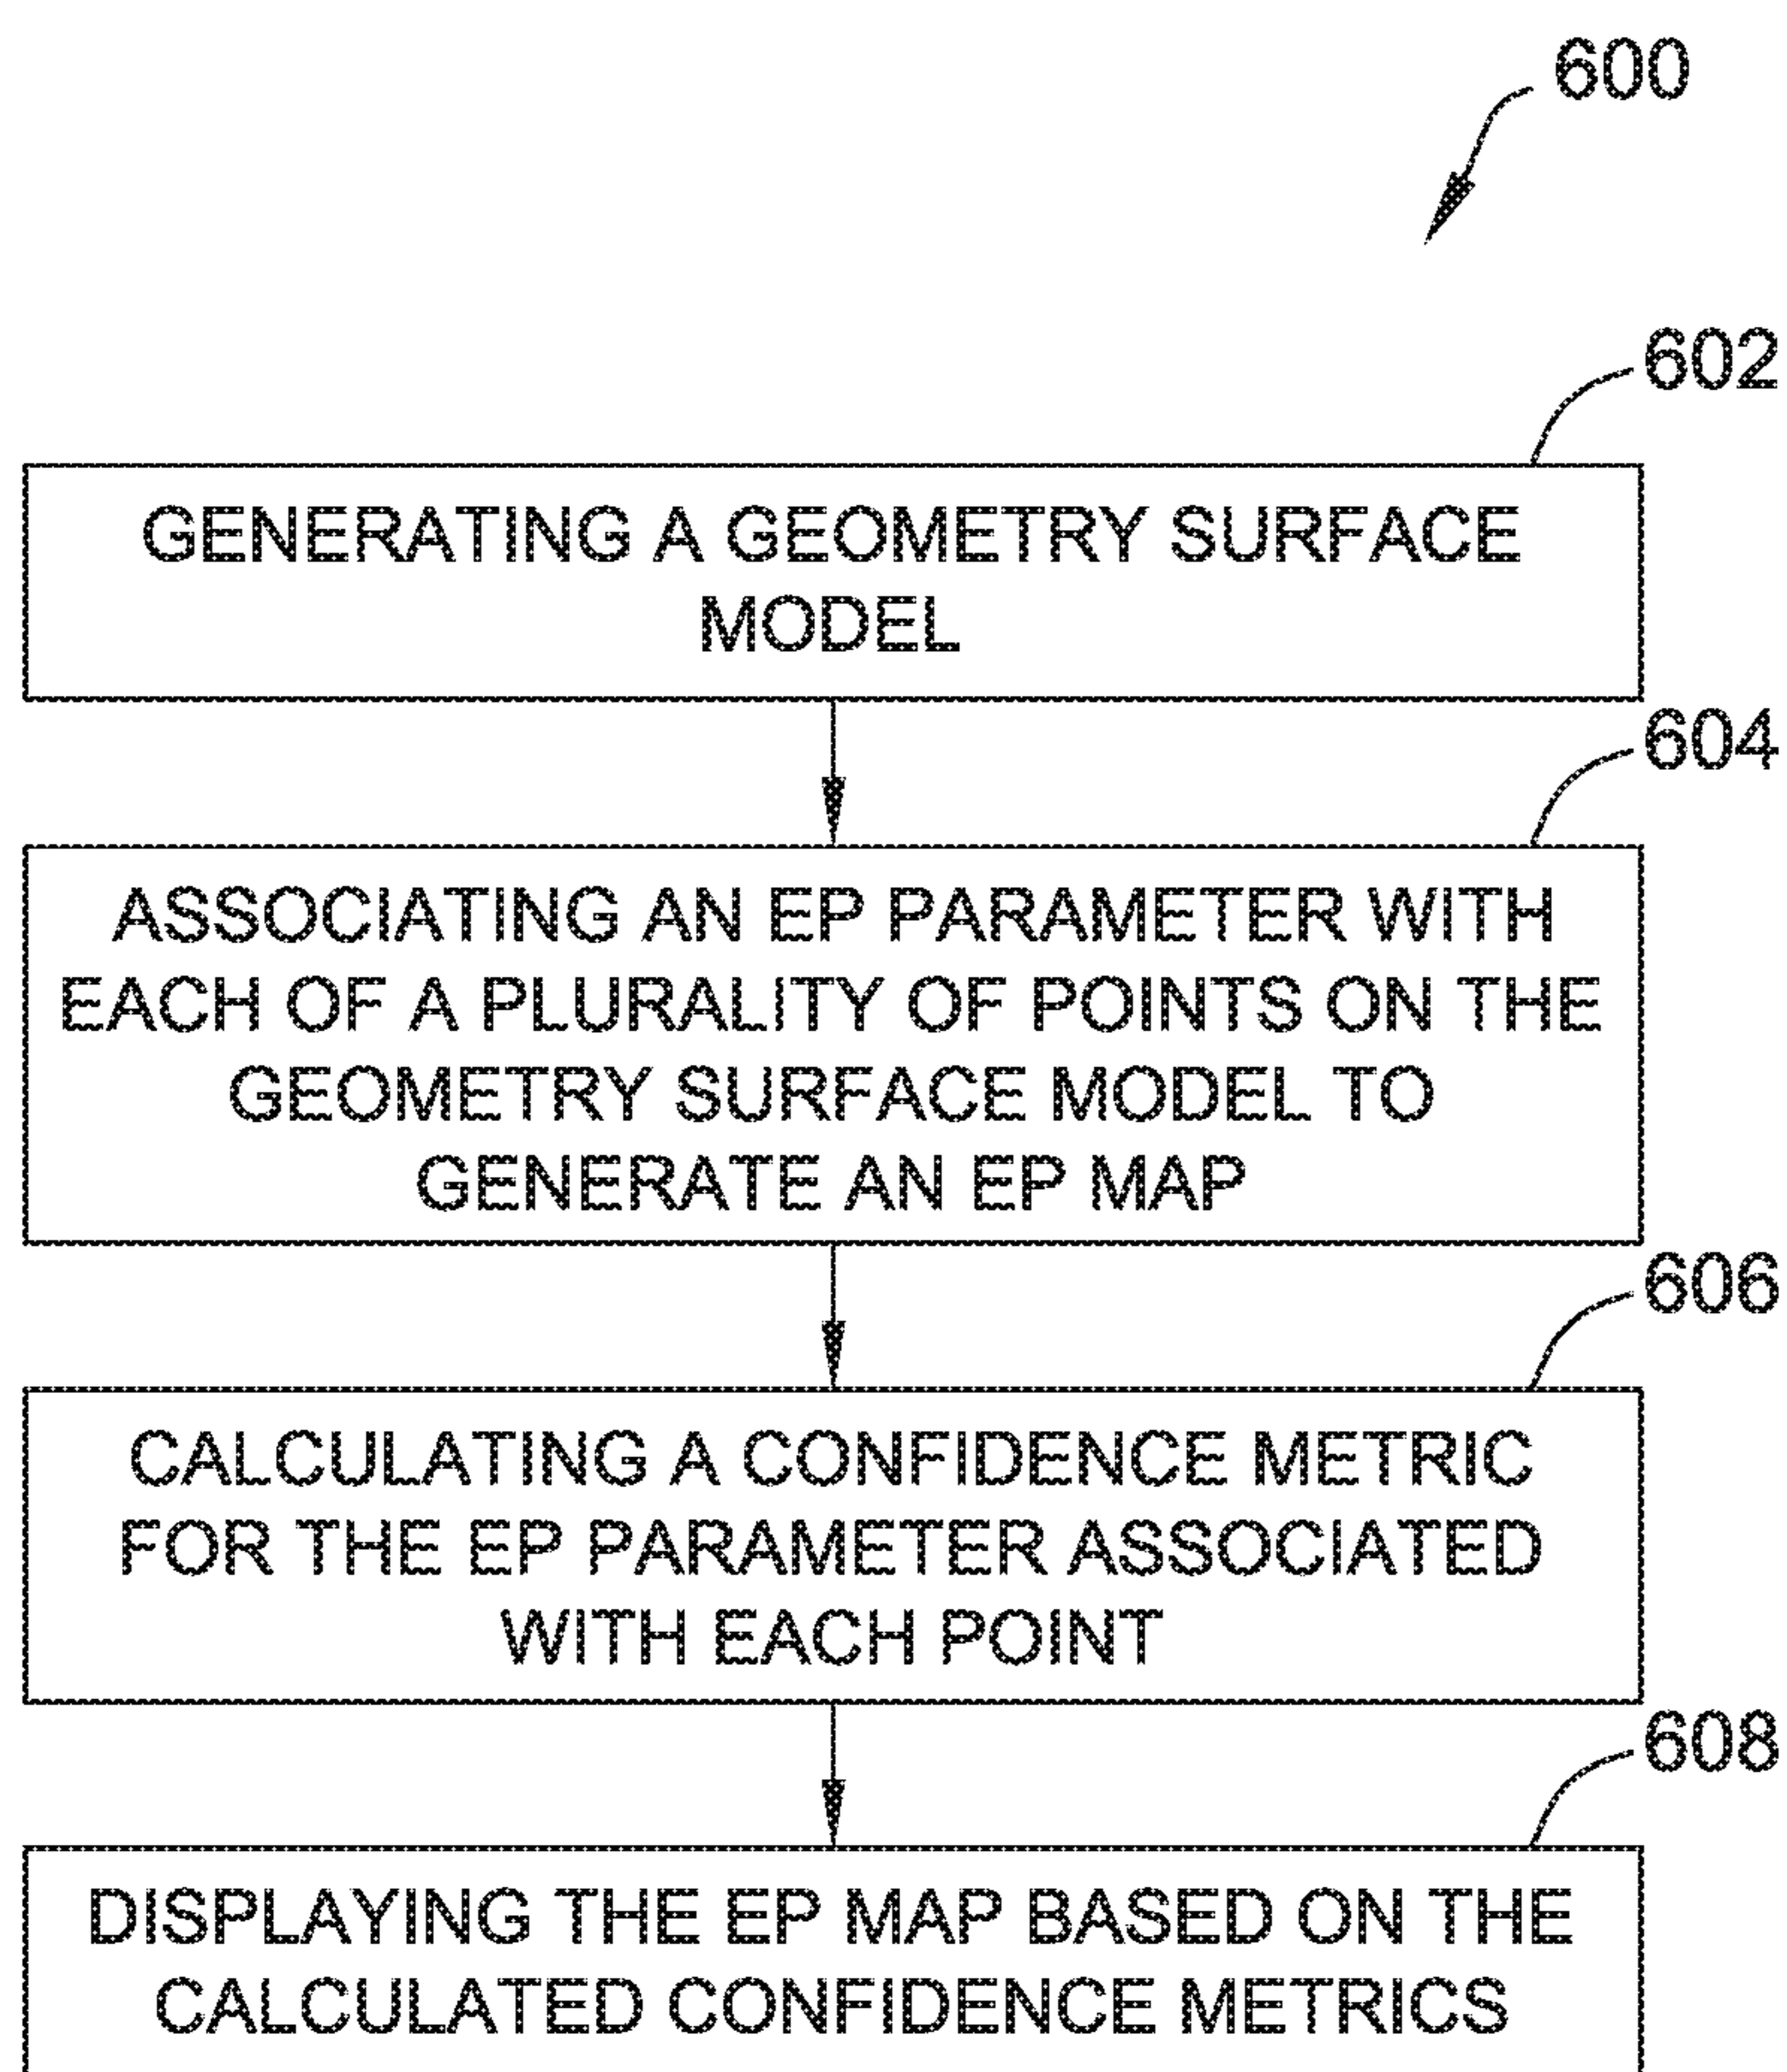 600
602
GENERATING A GEOMETRY SURFACE
MODEL
604
ASSOCIATING AN EP PARAMETER WITH
EACH OF A PLURALITY OF POINTS ON THE
GEOMETRY SURFACE MODEL TO
GENERATE AN EP MAP
606
CALCULATING A CONFIDENCE METRIC
FOR THE EP PARAMETER ASSOCIATED
WITH EACH POINT
608
DISPLAYING THE EP MAP BASED ON THE
CALCULATED CONFIDENCE METRICS